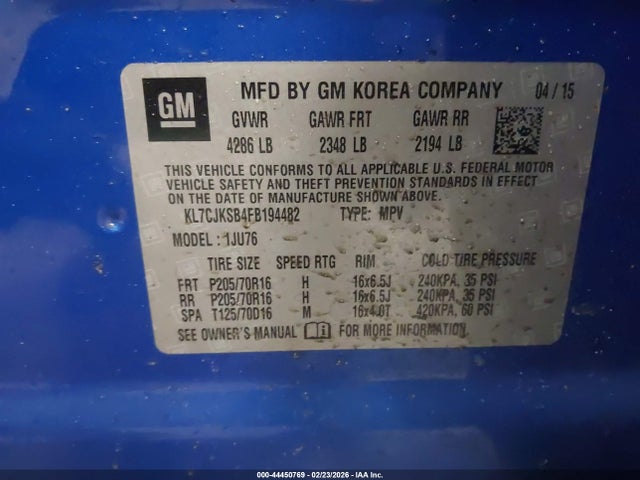 GM
MFD BY GM KOREA COMPANY 04 / 15
GVWR GAWR FRT GAWR RR
4286 LB 2348 LB 2194 LB
THIS VEHICLE CONFORMS TO ALL APPLICABLE U.S. FEDERAL MOTOR
VEHICLE SAFETY AND THEFT PREVENTION STANDARDS IN EFFECT ON
THE DATE OF MANUFACTURE SHOWN ABOVE.
KL7CJKSB4FB194482 TYPE: MPV
MODEL : 1JU76
TIRE SIZE SPEED RTG RIM COLD TIRE PRESSURE
FRT P205/70R16 H 16x6.5J 240KPA, 35 PSI
RR P205/70R16 H 16x6.5J 240KPA, 35 PSI
SPA T125/70D16 M 16x4.0T 420KPA, 60 PSI
SEE OWNER'S MANUAL FOR MORE INFORMATION
000-44450769 - 02/23/2026 - IAA Inc.